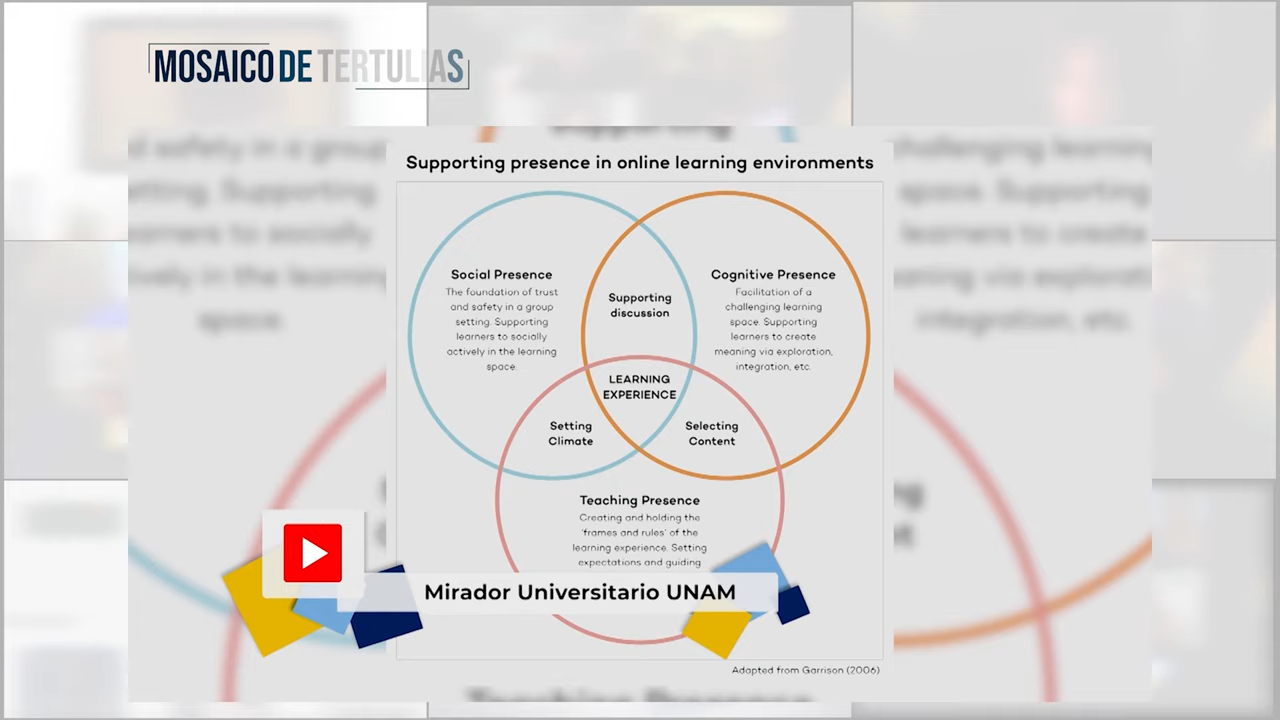 MOSAICO DE TERTULIAS
Supporting presence in online learning environments
Social Presence
The foundation of trust
and safety in a group
setting. Supporting
learners to socially
actively in the learning
space.
Supporting
discussion
Cognitive Presence
Facilitation of a
challenging learning
space. Supporting
learners to create
meaning via exploration,
integration, etc.
LEARNING
EXPERIENCE
Setting
Climate
Selecting
Content
Teaching Presence
Creating and holding the
'frames and rules' of the
learning experience. Setting
expectations and guiding
Mirador Universitario UNAM
Adapted from Garrison (2006)